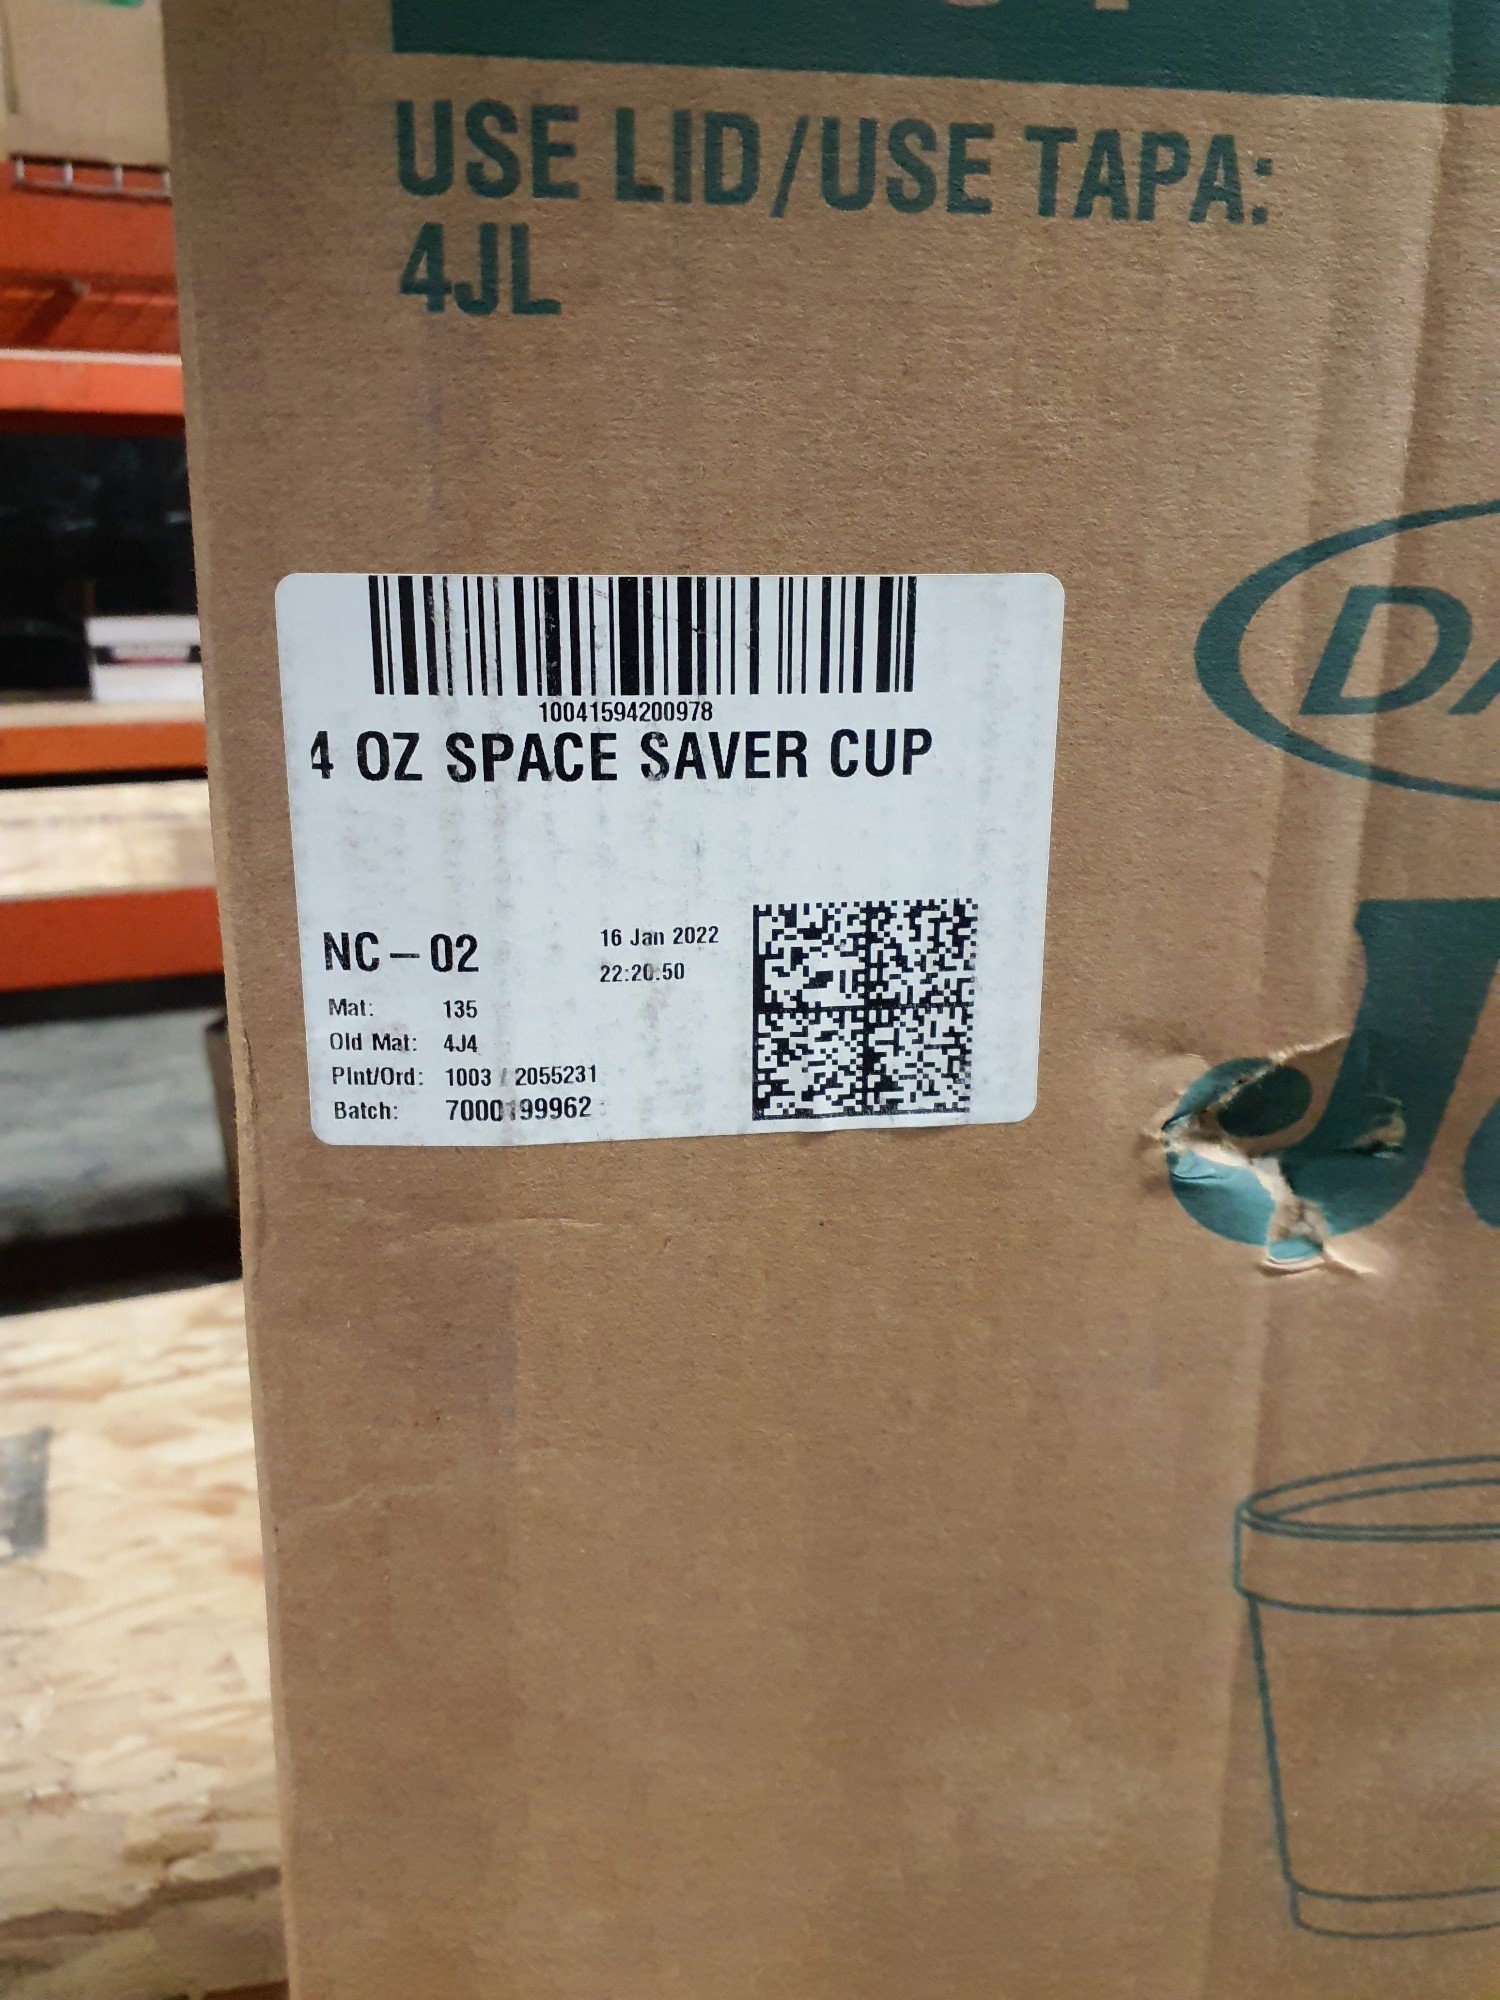 USE LID/USE TAPA:
4JL
10041594200978
4 OZ SPACE SAVER CUP
NC – 02
16 Jan 2022
22:20:50
Mat: 135
Old Mat: 4J4
Plnt/Ord: 1003 / 2055231
Batch: 7000199962
DA
J